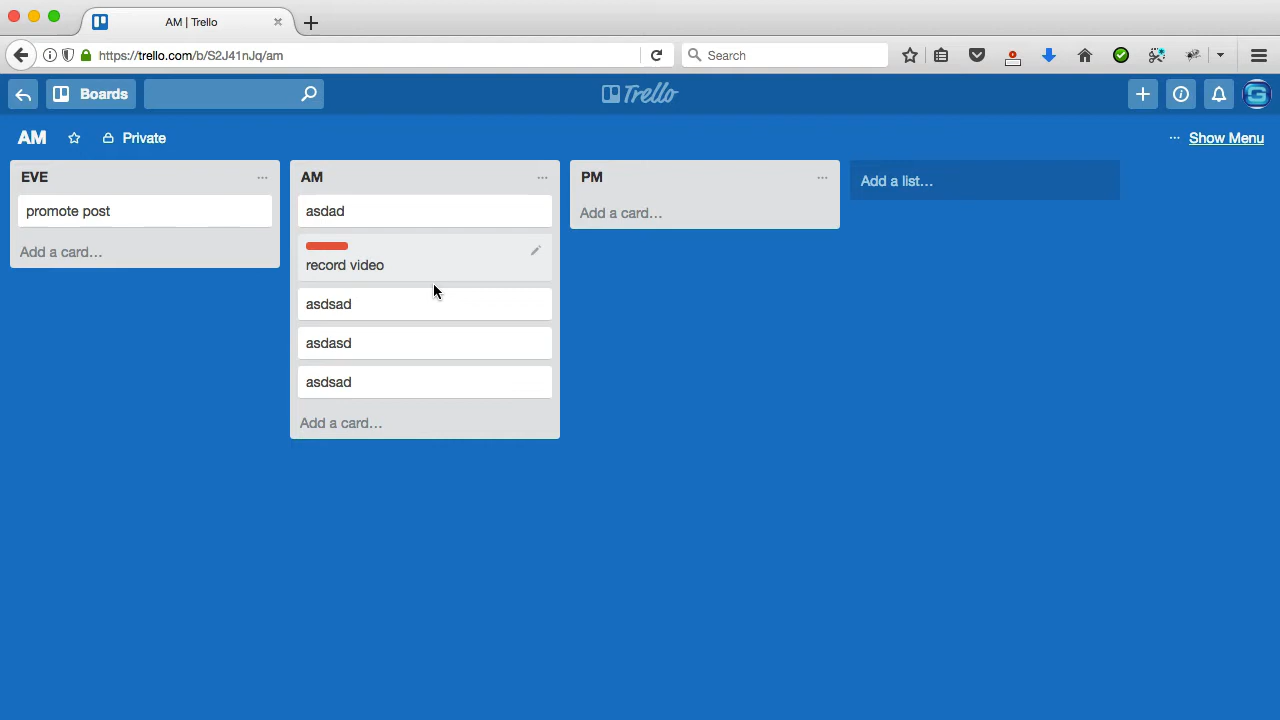 AM | Trello
https://trello.com/b/S2J41nJq/am
Search
Boards
Trello
AM
Private
Show Menu
EVE
promote post
Add a card…
AM
asdad
record video
asdsad
asdasd
asdsad
Add a card…
PM
Add a card…
Add a list…